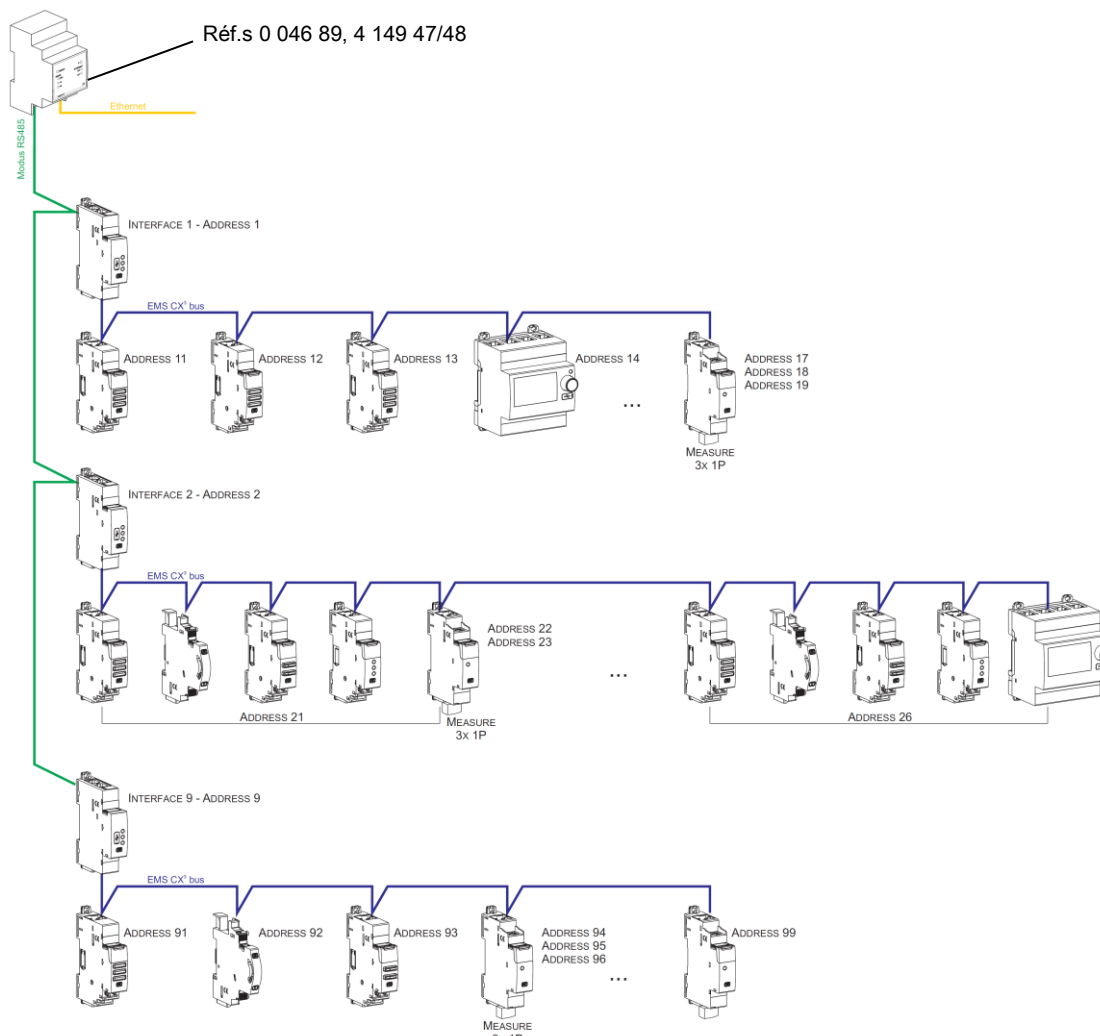 Réf.s 0 046 89, 4 149 47/48
Ethernet
Modus RS485
INTERFACE 1 - ADDRESS 1
EMS CX³ bus
ADDRESS 11
ADDRESS 12
ADDRESS 13
ADDRESS 14
ADDRESS 17
ADDRESS 18
ADDRESS 19
...
MEASURE
3X 1P
INTERFACE 2 - ADDRESS 2
EMS CX³ bus
ADDRESS 22
ADDRESS 23
...
ADDRESS 21
MEASURE
3X 1P
ADDRESS 26
INTERFACE 9 - ADDRESS 9
EMS CX³ bus
ADDRESS 91
ADDRESS 92
ADDRESS 93
ADDRESS 94
ADDRESS 95
ADDRESS 96
ADDRESS 99
...
MEASURE